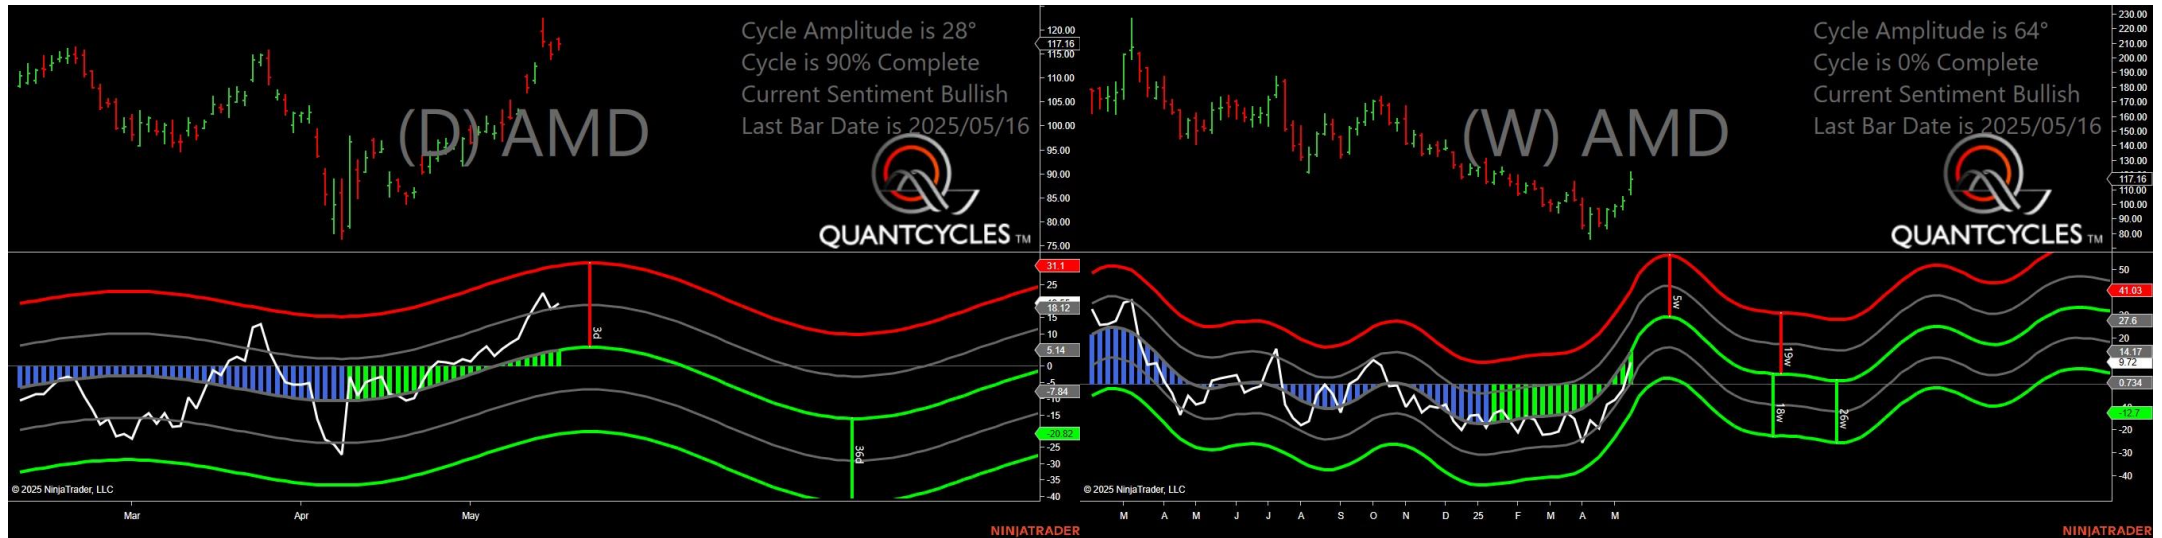 Cycle Amplitude is 28°
Cycle is 90% Complete
Current Sentiment Bullish
Last Bar Date is 2025/05/16
(D) AMD
QUANTCYCLES TM
120.00
117.16
115.00
110.00
105.00
100.00
95.00
90.00
85.00
80.00
75.00
31.1
25
18.12
15
10
5.14
0
-5
-7.84
-10
-15
-20.82
-25
-30
-35
-40
3d
36d
© 2025 NinjaTrader, LLC
Mar
Apr
May
NINJATRADER
Cycle Amplitude is 64°
Cycle is 0% Complete
Current Sentiment Bullish
Last Bar Date is 2025/05/16
(W) AMD
QUANTCYCLES TM
230.00
220.00
210.00
200.00
190.00
180.00
170.00
160.00
150.00
140.00
130.00
117.16
110.00
100.00
90.00
80.00
50
41.03
27.6
20
14.17
9.72
0.734
-12.7
-20
-30
-40
5w
19w
18w
26w
© 2025 NinjaTrader, LLC
M A M J J A S O N D 25 F M A M
NINJATRADER